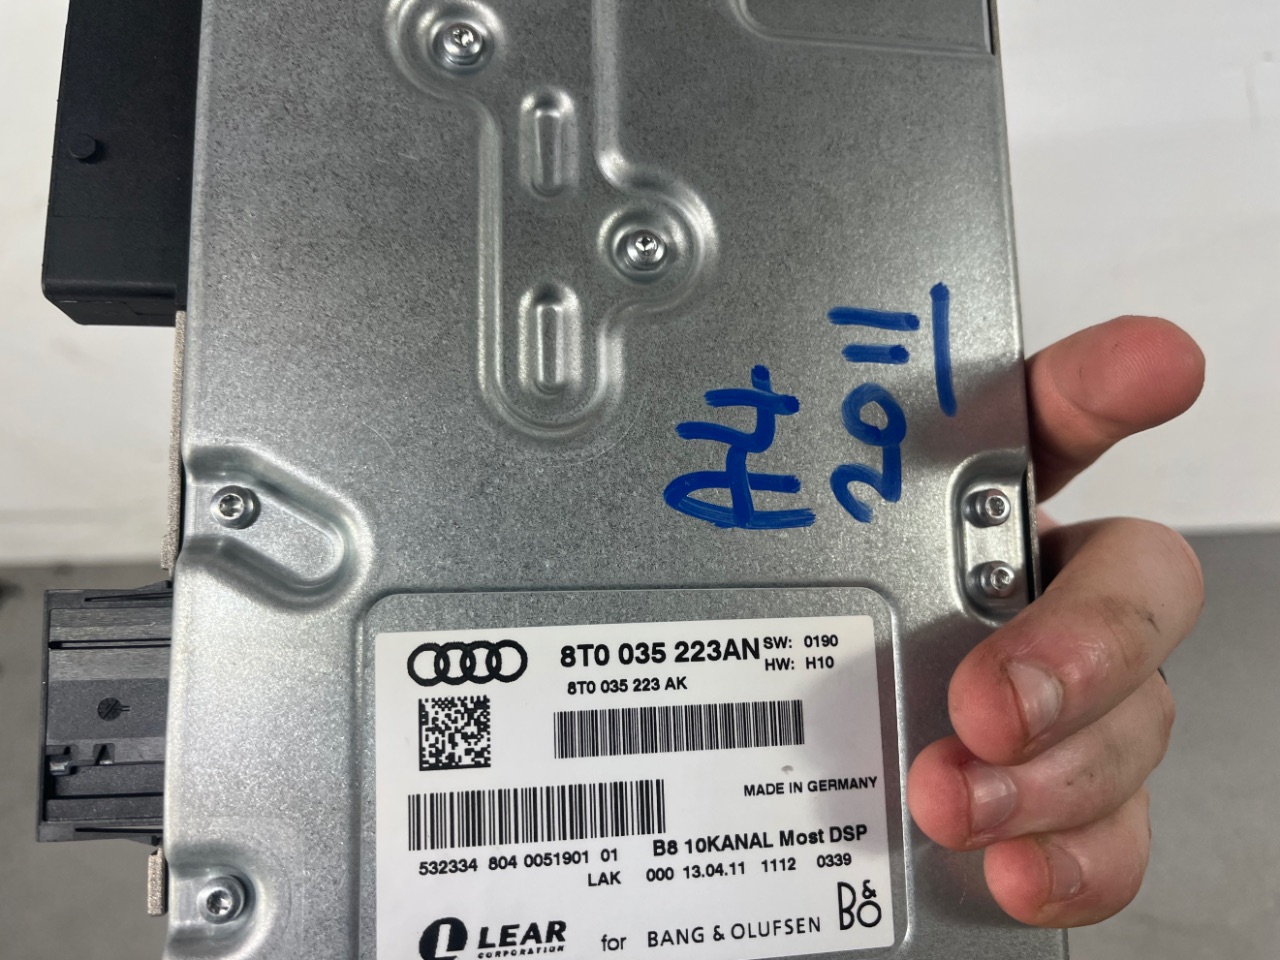 A4
2011
8T0 035 223AN SW: 0190
HW: H10
8T0 035 223 AK
MADE IN GERMANY
B8 10KANAL Most DSP
532334 804 0051901 01
LAK 000 13.04.11 1112 0339
LEAR
CORPORATION
for BANG & OLUFSEN
B&O